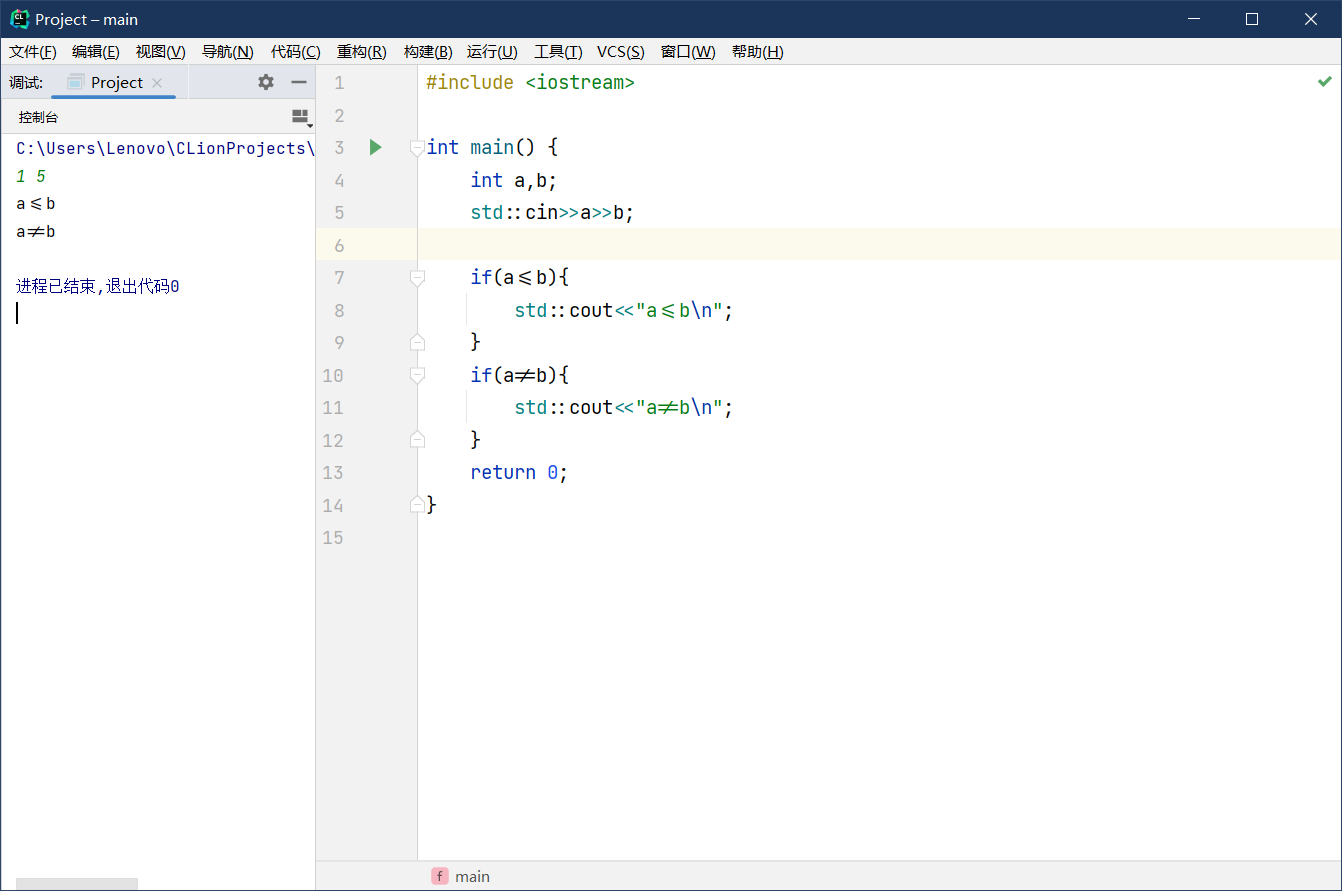 Project – main
文件(F) 编辑(E) 视图(V) 导航(N) 代码(C) 重构(R) 构建(B) 运行(U) 工具(T) VCS(S) 窗口(W) 帮助(H)
调试: Project
控制台
C:\Users\Lenovo\CLionProjects\
1 5
a≤b
a≠b
进程已结束,退出代码0
1 #include <iostream>
2
3 int main() {
4 int a,b;
5 std::cin>>a>>b;
6
7 if(a≤b){
8 std::cout<<"a≤b\n";
9 }
10 if(a≠b){
11 std::cout<<"a≠b\n";
12 }
13 return 0;
14 }
15
f main